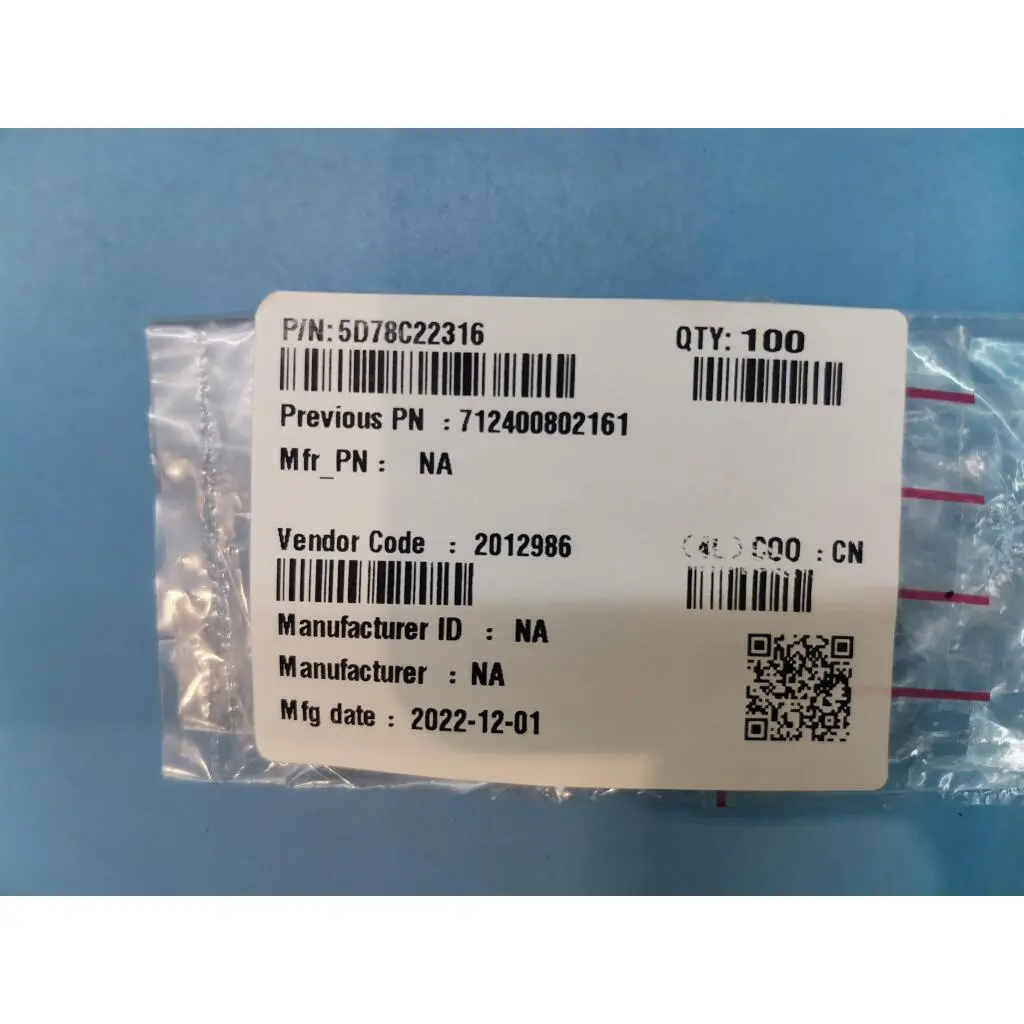 P/N: 5D78C22316
QTY: 100
Previous PN : 712400802161
Mfr_PN : NA
Vendor Code : 2012986
(4L) COO : CN
Manufacturer ID : NA
Manufacturer : NA
Mfg date : 2022-12-01